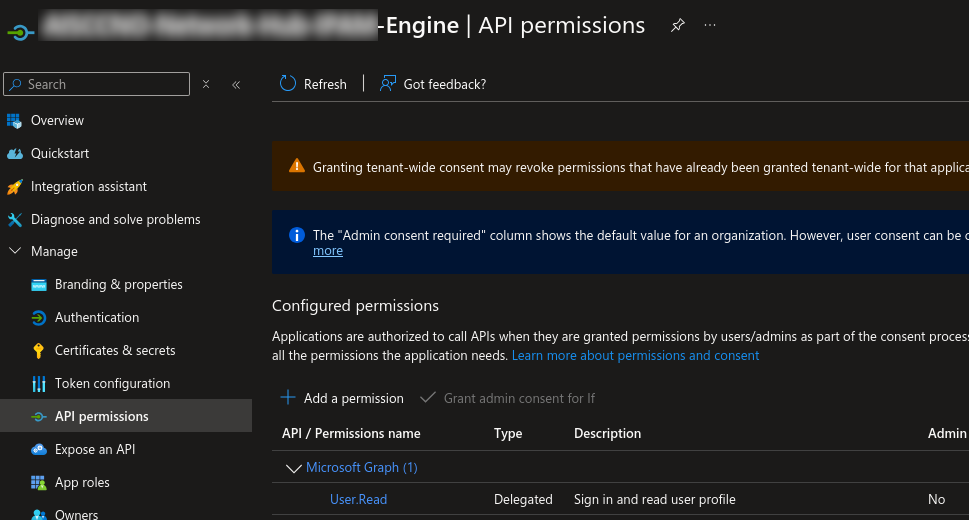 -Engine | API permissions
Search
Refresh
Got feedback?
Overview
Quickstart
Integration assistant
Diagnose and solve problems
Manage
Branding & properties
Authentication
Certificates & secrets
Token configuration
API permissions
Expose an API
App roles
Owners
Granting tenant-wide consent may revoke permissions that have already been granted tenant-wide for that applica
The "Admin consent required" column shows the default value for an organization. However, user consent can be c
more
Configured permissions
Applications are authorized to call APIs when they are granted permissions by users/admins as part of the consent process
all the permissions the application needs. Learn more about permissions and consent
Add a permission
Grant admin consent for If
API / Permissions name Type Description Admin
Microsoft Graph (1)
User.Read Delegated Sign in and read user profile No